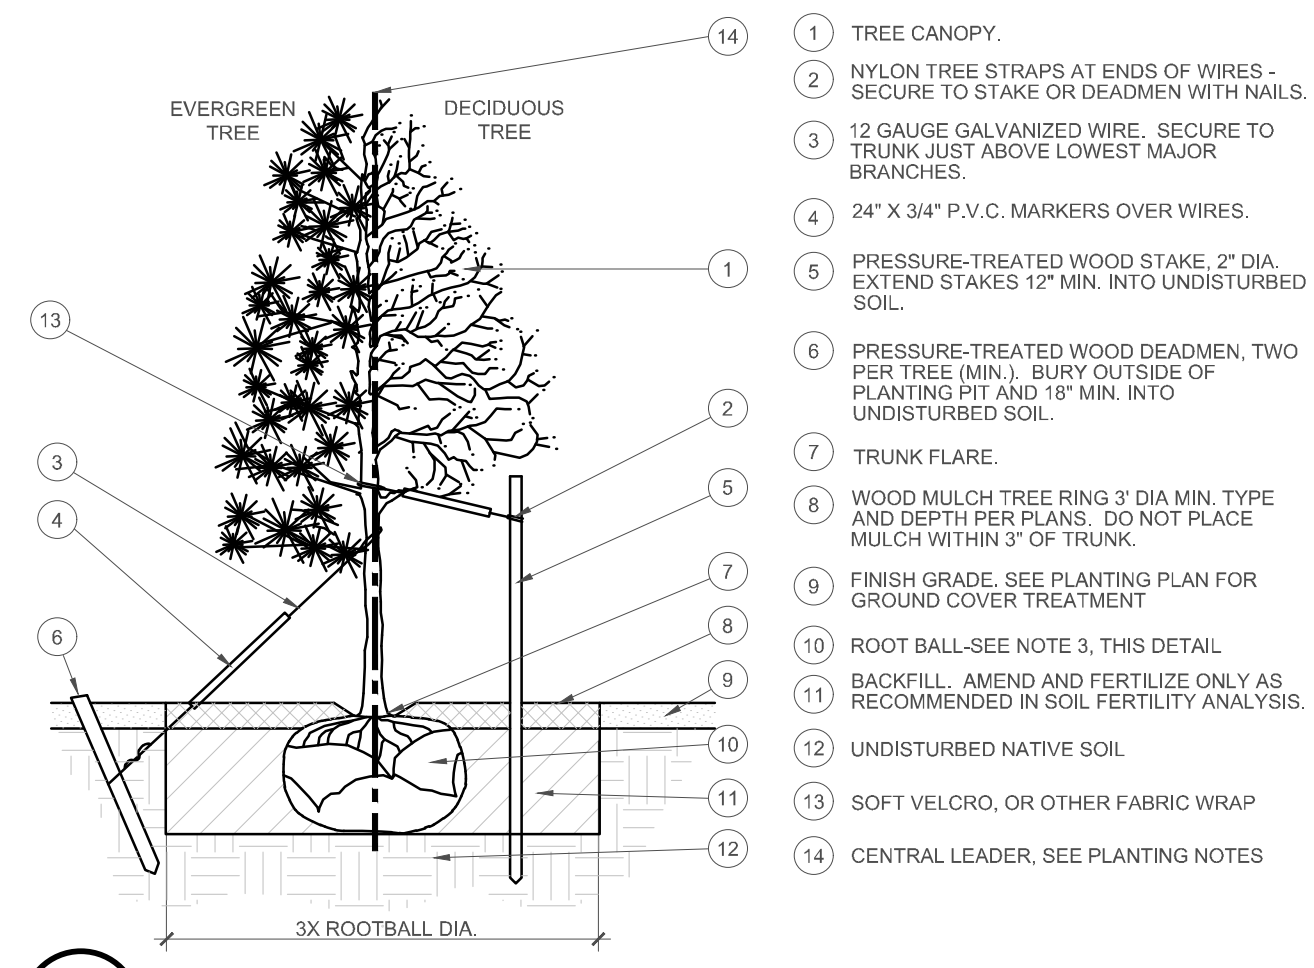 EVERGREEN
TREE
DECIDUOUS
TREE
14
1
13
2
3
5
4
7
8
6
9
10
11
12
3X ROOTBALL DIA.
1 TREE CANOPY.
2 NYLON TREE STRAPS AT ENDS OF WIRES -
SECURE TO STAKE OR DEADMEN WITH NAILS.
3 12 GAUGE GALVANIZED WIRE. SECURE TO
TRUNK JUST ABOVE LOWEST MAJOR
BRANCHES.
4 24" X 3/4" P.V.C. MARKERS OVER WIRES.
5 PRESSURE-TREATED WOOD STAKE, 2" DIA.
EXTEND STAKES 12" MIN. INTO UNDISTURBED
SOIL.
6 PRESSURE-TREATED WOOD DEADMEN, TWO
PER TREE (MIN.). BURY OUTSIDE OF
PLANTING PIT AND 18" MIN. INTO
UNDISTURBED SOIL.
7 TRUNK FLARE.
8 WOOD MULCH TREE RING 3' DIA MIN. TYPE
AND DEPTH PER PLANS. DO NOT PLACE
MULCH WITHIN 3" OF TRUNK.
9 FINISH GRADE. SEE PLANTING PLAN FOR
GROUND COVER TREATMENT
10 ROOT BALL-SEE NOTE 3, THIS DETAIL
11 BACKFILL. AMEND AND FERTILIZE ONLY AS
RECOMMENDED IN SOIL FERTILITY ANALYSIS.
12 UNDISTURBED NATIVE SOIL
13 SOFT VELCRO, OR OTHER FABRIC WRAP
14 CENTRAL LEADER, SEE PLANTING NOTES